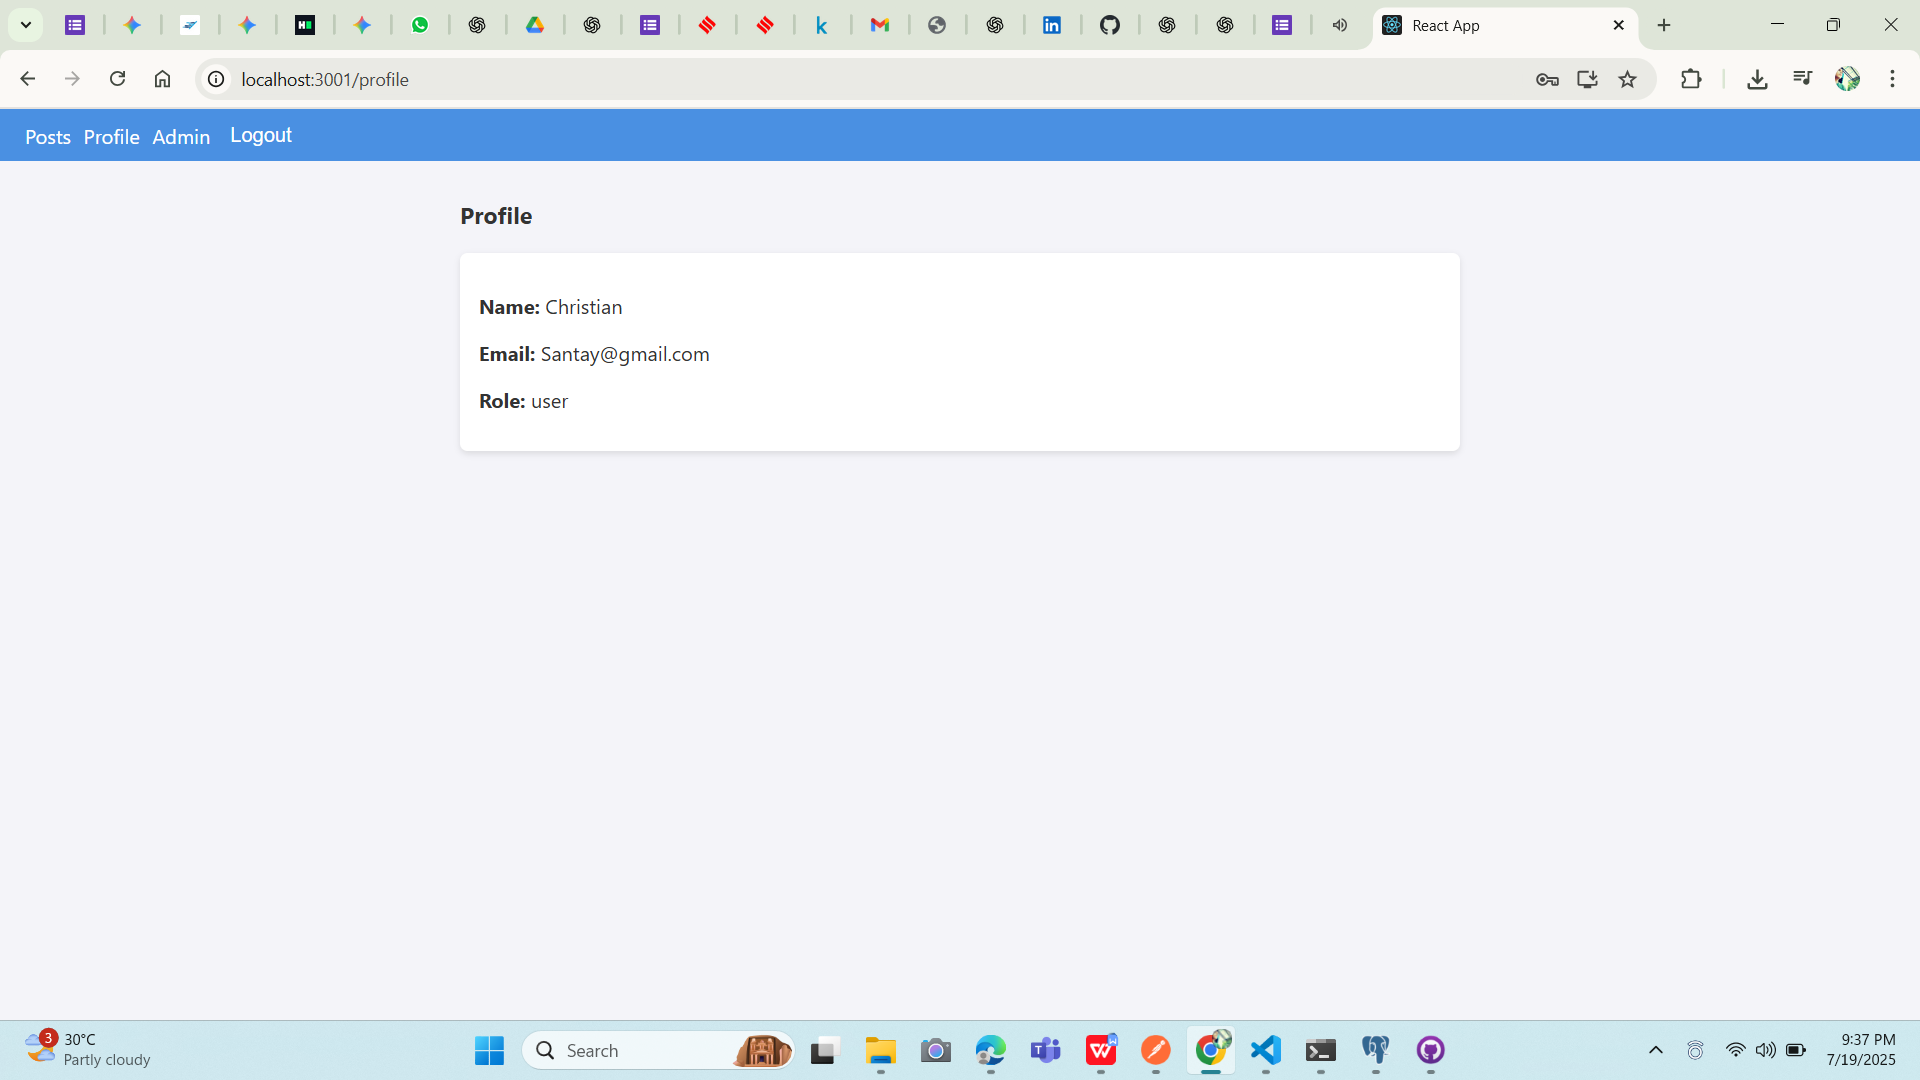 React App
localhost:3001/profile
Posts Profile Admin Logout
Profile
Name: Christian
Email: Santay@gmail.com
Role: user
3
30°C
Partly cloudy
Search
9:37 PM
7/19/2025